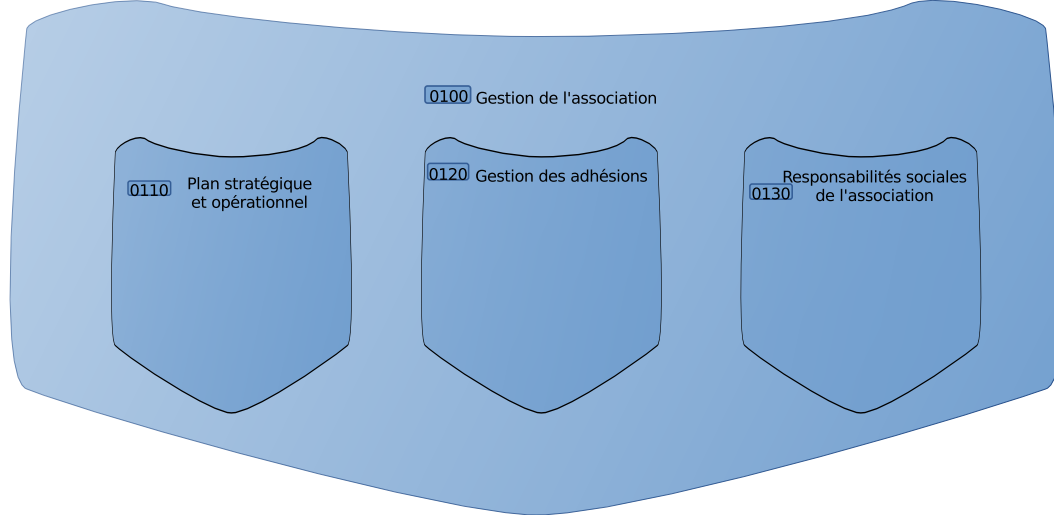 0100 Gestion de l'association
0110 Plan stratégique
et opérationnel
0120 Gestion des adhésions
0130 Responsabilités sociales
de l'association